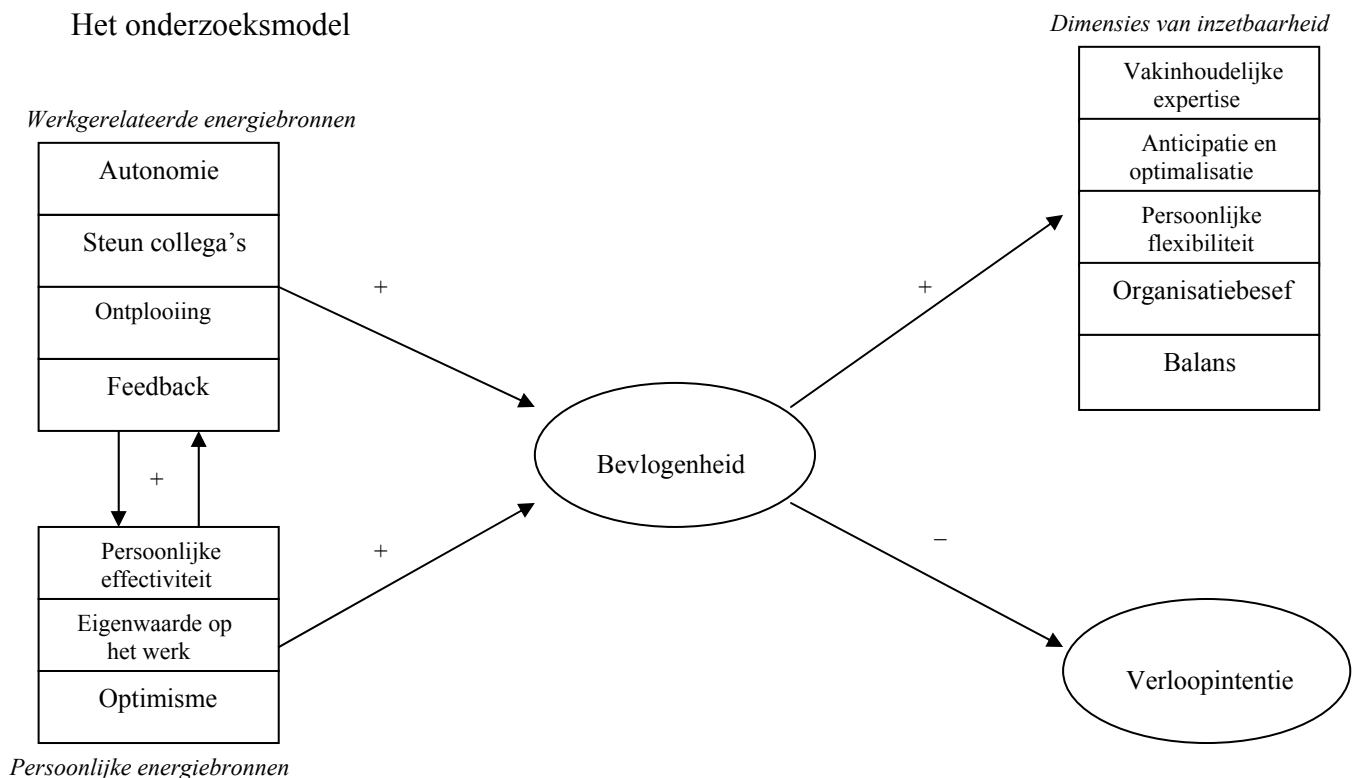 Het onderzoeksmodel
Dimensies van inzetbaarheid
Vakinhoudelijke
expertise
Anticipatie en
optimalisatie
Persoonlijke
flexibiliteit
Organisatiebesef
Balans
Werkgerelateerde energiebronnen
Autonomie
Steun collega’s
Ontplooiing
Feedback
+
+
+
Persoonlijke
effectiviteit
Eigenwaarde op
het werk
Optimisme
Persoonlijke energiebronnen
+
Bevlogenheid
–
Verloopintentie